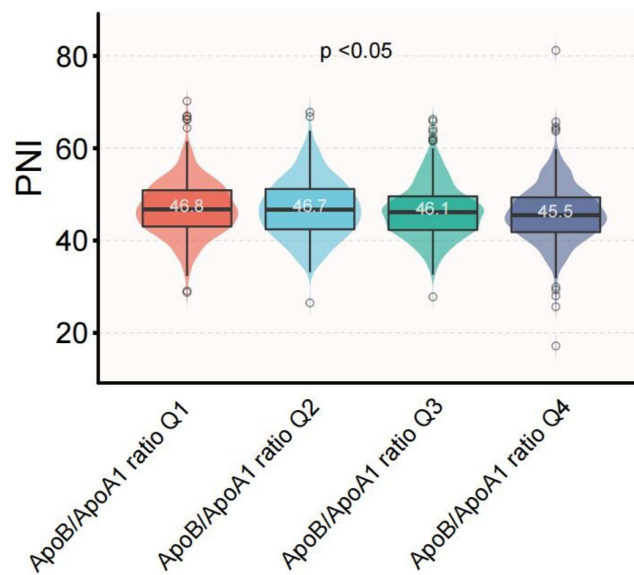 p <0.05
PNI
80
60
40
20
46.8
46.7
46.1
45.5
ApoB/ApoA1 ratio Q1
ApoB/ApoA1 ratio Q2
ApoB/ApoA1 ratio Q3
ApoB/ApoA1 ratio Q4